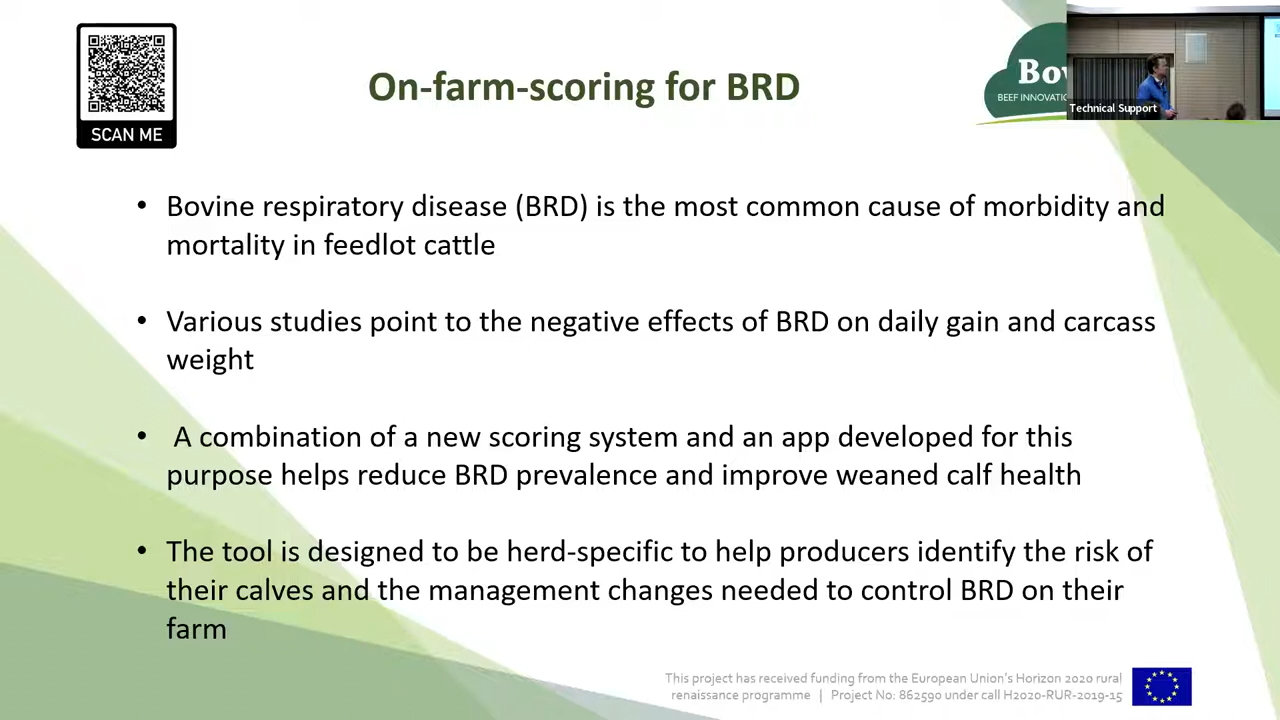 SCAN ME
On-farm-scoring for BRD
BEEF
Technical Support
• Bovine respiratory disease (BRD) is the most common cause of morbidity and
mortality in feedlot cattle
• Various studies point to the negative effects of BRD on daily gain and carcass
weight
• A combination of a new scoring system and an app developed for this
purpose helps reduce BRD prevalence and improve weaned calf health
• The tool is designed to be herd-specific to help producers identify the risk of
their calves and the management changes needed to control BRD on their
farm
This project has received funding from the European Union's Horizon 2020 rural
renaissance programme | Project No: 862590 under call H2020-RUR-2019-15